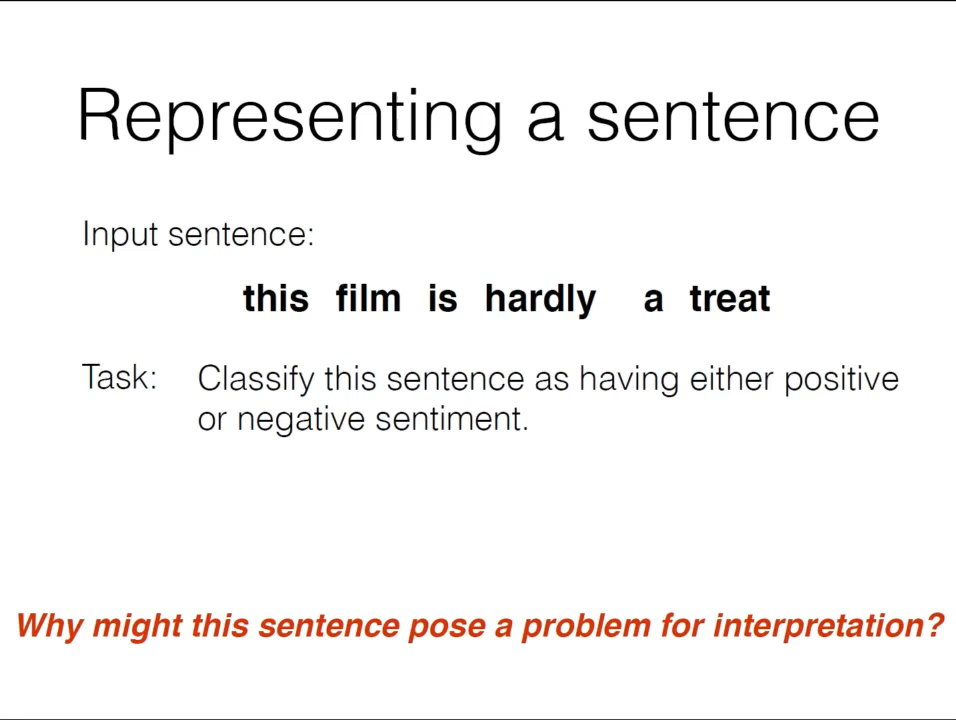 Representing a sentence
Input sentence:
this film is hardly a treat
Task: Classify this sentence as having either positive
or negative sentiment.
Why might this sentence pose a problem for interpretation?